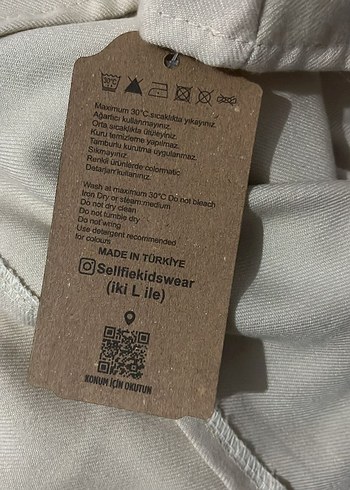 30°C
Maximum 30°C sıcaklıkta yıkayınız.
Ağartıcı kullanmayınız.
Orta sıcaklıkta ütüleyiniz.
Kuru temizleme yapılmaz.
Tamburlu kurutma uygulanmaz.
Sıkmayınız.
Renkli ürünlerde colormatic
Deterjan kullanınız.
Wash at maximum 30°C Do not bleach
Iron Dry or steam medium
Do not dry clean
Do not tumble dry
Do not wring
Use detergent recommended
for colours
MADE IN TÜRKİYE
Sellfiekidswear
(iki L ile)
KONUM İÇİN OKUTUN